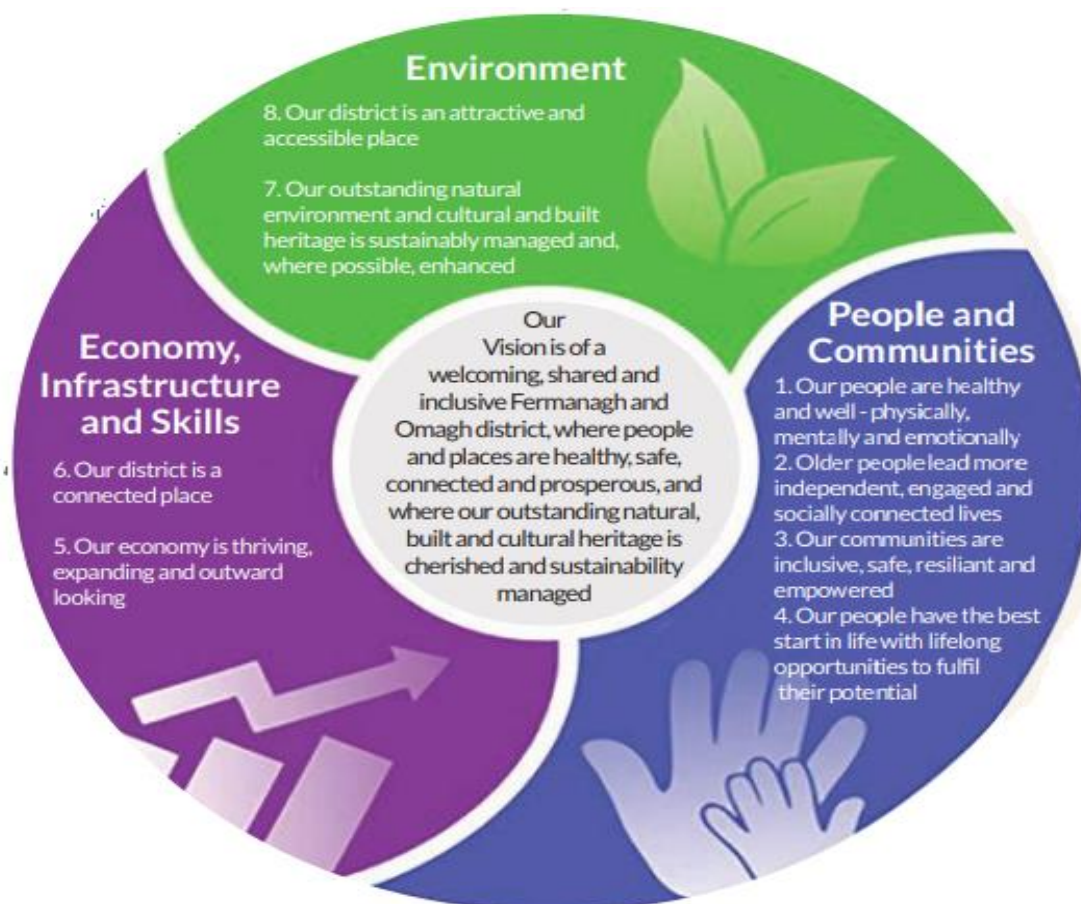 Environment
8. Our district is an attractive and
accessible place
7. Our outstanding natural
environment and cultural and built
heritage is sustainably managed and,
where possible, enhanced
Economy,
Infrastructure
and Skills
6. Our district is a
connected place
5. Our economy is thriving,
expanding and outward
looking
Our
Vision is of a
welcoming, shared and
inclusive Fermanagh and
Omagh district, where people
and places are healthy, safe,
connected and prosperous, and
where our outstanding natural,
built and cultural heritage is
cherished and sustainability
managed
People and
Communities
1. Our people are healthy
and well - physically,
mentally and emotionally
2. Older people lead more
independent, engaged and
socially connected lives
3. Our communities are
inclusive, safe, resiliant and
empowered
4. Our people have the best
start in life with lifelong
opportunities to fulfil
their potential